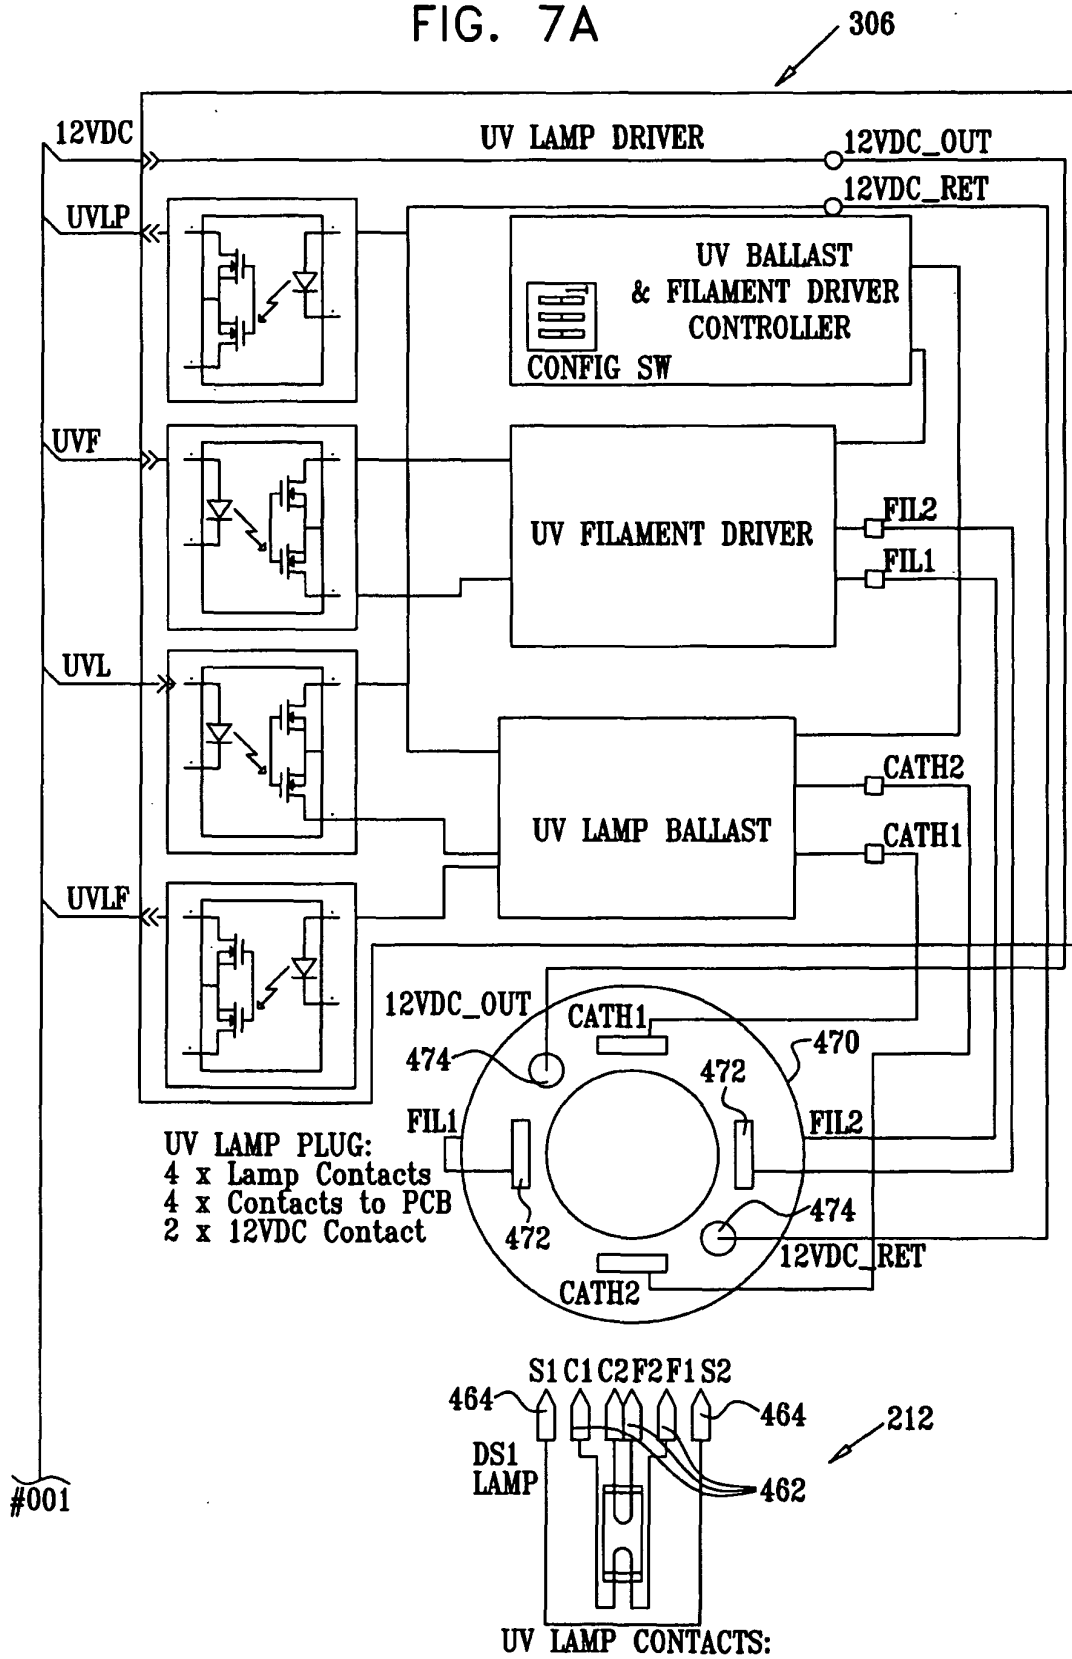 FIG. 7A
306
12VDC
UV LAMP DRIVER
12VDC_OUT
UVLP
12VDC_RET
UV BALLAST
& FILAMENT DRIVER
CONTROLLER
CONFIG SW
UVF
UV FILAMENT DRIVER
FIL2
FIL1
UVL
UV LAMP BALLAST
CATH2
CATH1
UVLF
12VDC_OUT
CATH1
474
472
470
FIL1
FIL2
UV LAMP PLUG:
4 x Lamp Contacts
4 x Contacts to PCB
2 x 12VDC Contact
472
474
12VDC_RET
CATH2
S1 C1 C2 F2 F1 S2
464
464
212
DS1
LAMP
462
#001
UV LAMP CONTACTS: